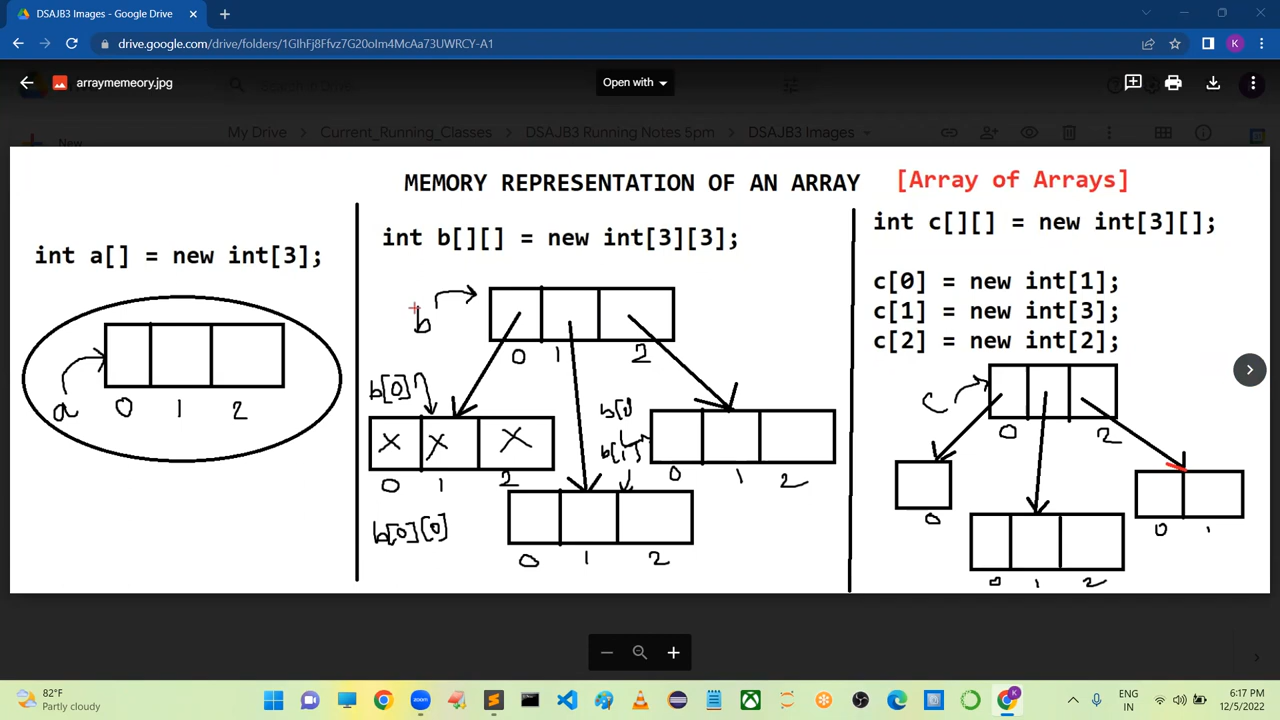 DSAJB3 Images - Google Drive
drive.google.com/drive/folders/1GIhFj8Ffvz7G20oIm4McAa73UWRCY-A1
K
arraymemeory.jpg
Open with
My Drive > Current_Running_Classes > DSAJB3 Running Notes 5pm > DSAJB3 Images
New
MEMORY REPRESENTATION OF AN ARRAY [Array of Arrays]
int a[] = new int[3];
a
0 1 2
int b[][] = new int[3][3];
b
0 1 2
b[0]
X X X
0 1 2
b[0][0]
0 1 2
0 1 2
int c[][] = new int[3][];
c[0] = new int[1];
c[1] = new int[3];
c[2] = new int[2];
C
0 2
0
0 1 2
0 1
82°F
Partly cloudy
ENG
IN
6:17 PM
12/5/2022